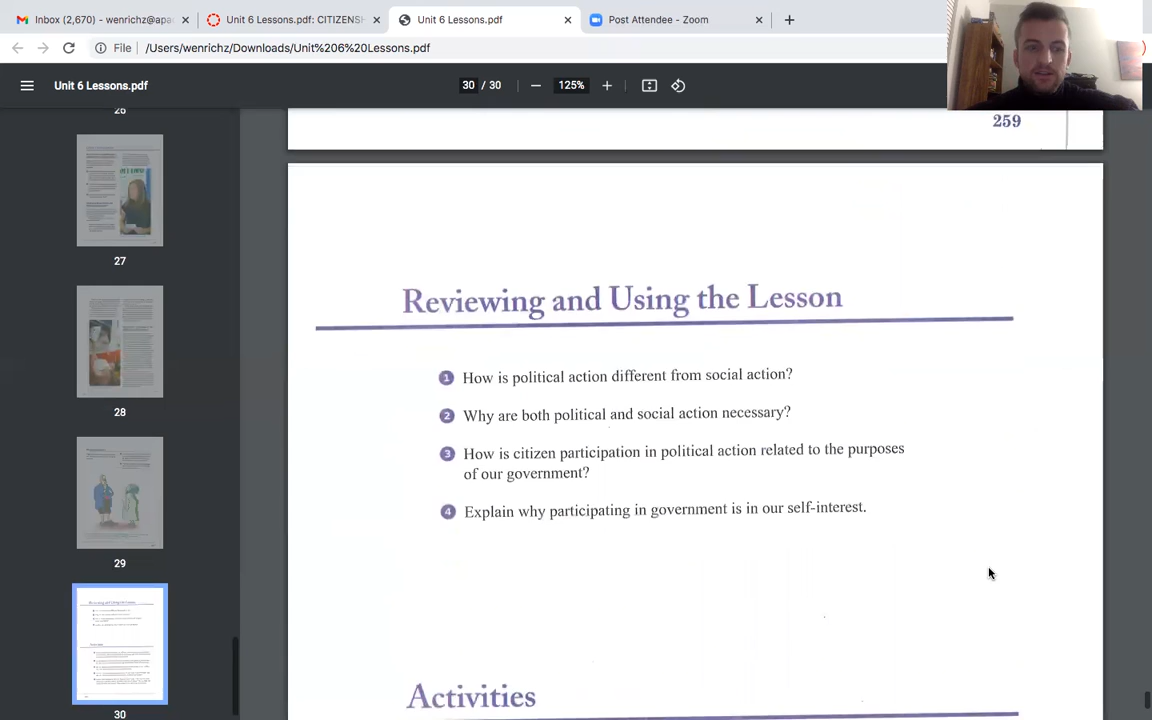 Inbox (2,670) - wenrichz@apa
Unit 6 Lessons.pdf: CITIZENSH
Unit 6 Lessons.pdf
Post Attendee - Zoom
File
/Users/wenrichz/Downloads/Unit%206%20Lessons.pdf
Unit 6 Lessons.pdf
30 / 30
125%
26
27
28
29
30
259
Reviewing and Using the Lesson
1 How is political action different from social action?
2 Why are both political and social action necessary?
3 How is citizen participation in political action related to the purposes
of our government?
4 Explain why participating in government is in our self-interest.
Activities